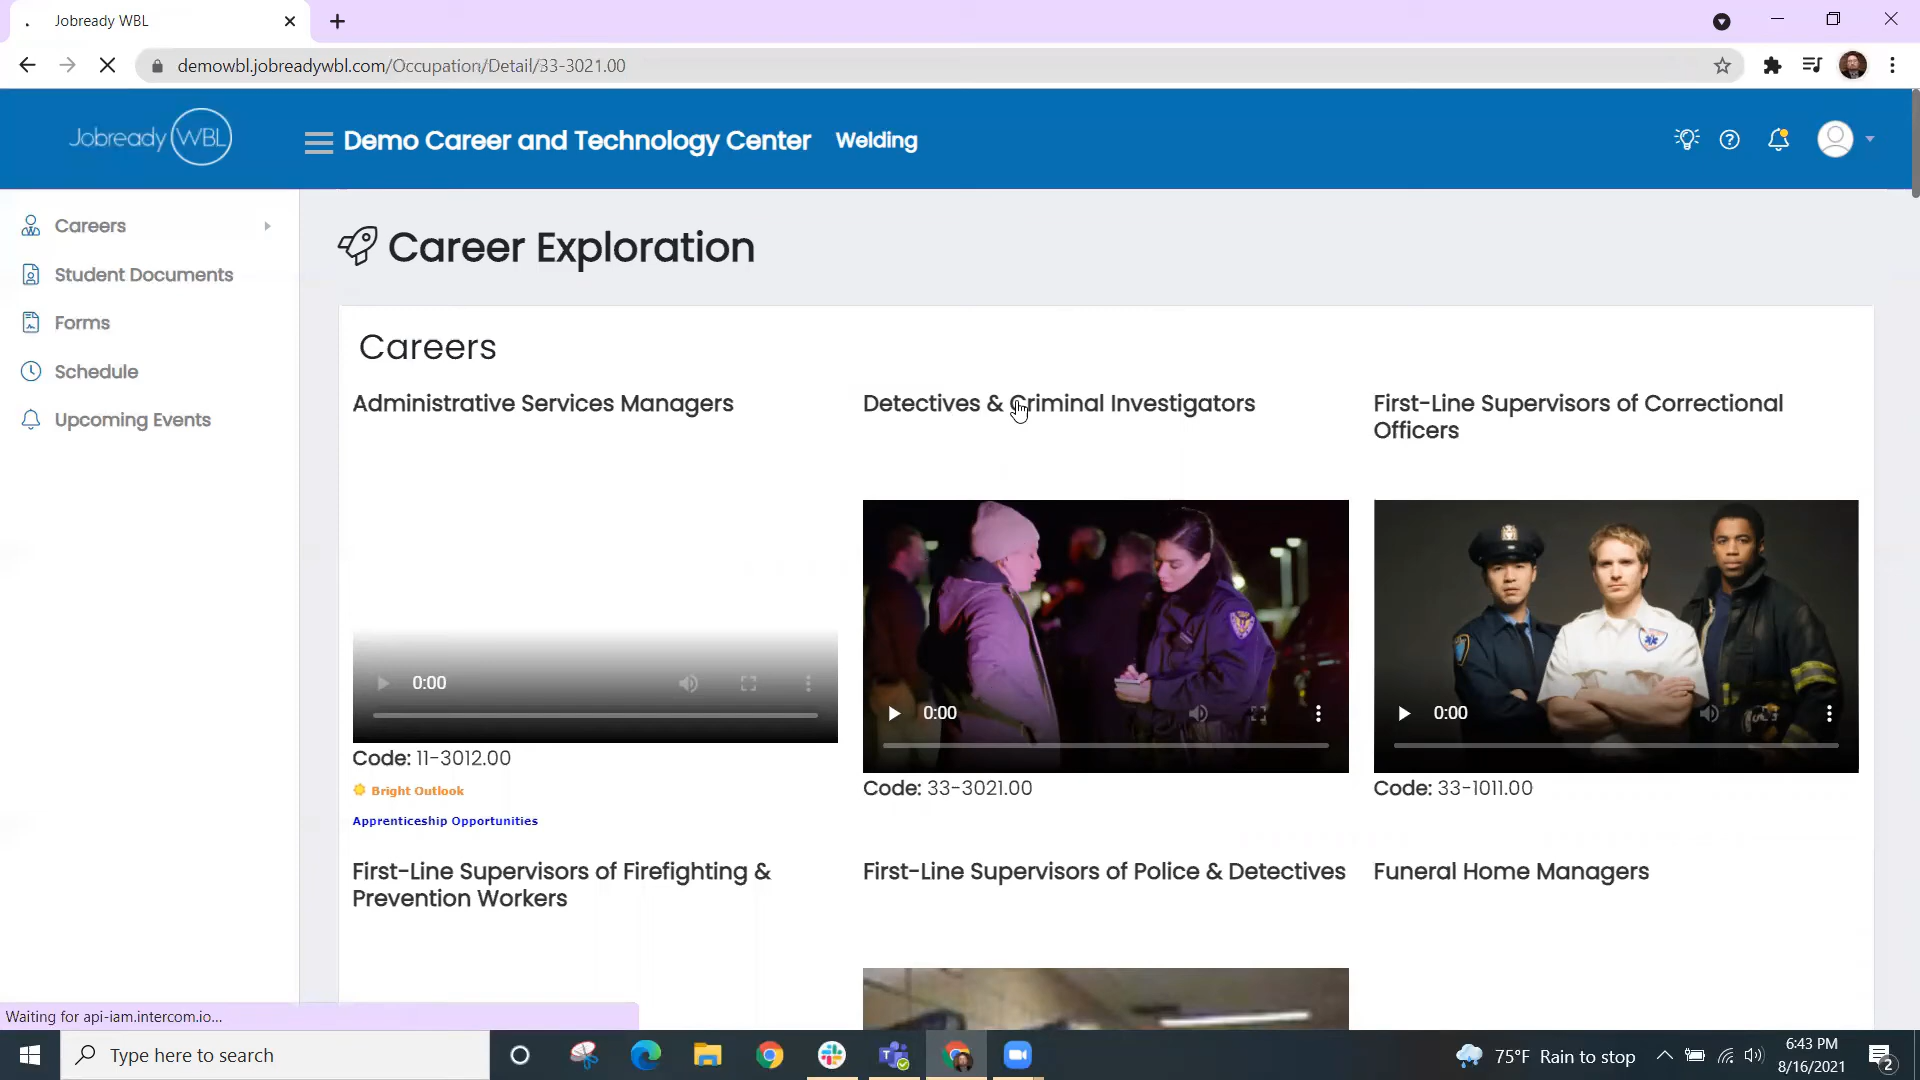 Jobready WBL
demowbl.jobreadywbl.com/Occupation/Detail/33-3021.00
Jobready WBL
Demo Career and Technology Center Welding
Careers
Student Documents
Forms
Schedule
Upcoming Events
Career Exploration
Careers
Administrative Services Managers
0:00
Code: 11-3012.00
Bright Outlook
Apprenticeship Opportunities
Detectives & Criminal Investigators
0:00
Code: 33-3021.00
First-Line Supervisors of Correctional
Officers
0:00
Code: 33-1011.00
First-Line Supervisors of Firefighting &
Prevention Workers
First-Line Supervisors of Police & Detectives
Funeral Home Managers
Waiting for api-iam.intercom.io...
Type here to search
75°F Rain to stop
6:43 PM
8/16/2021
2